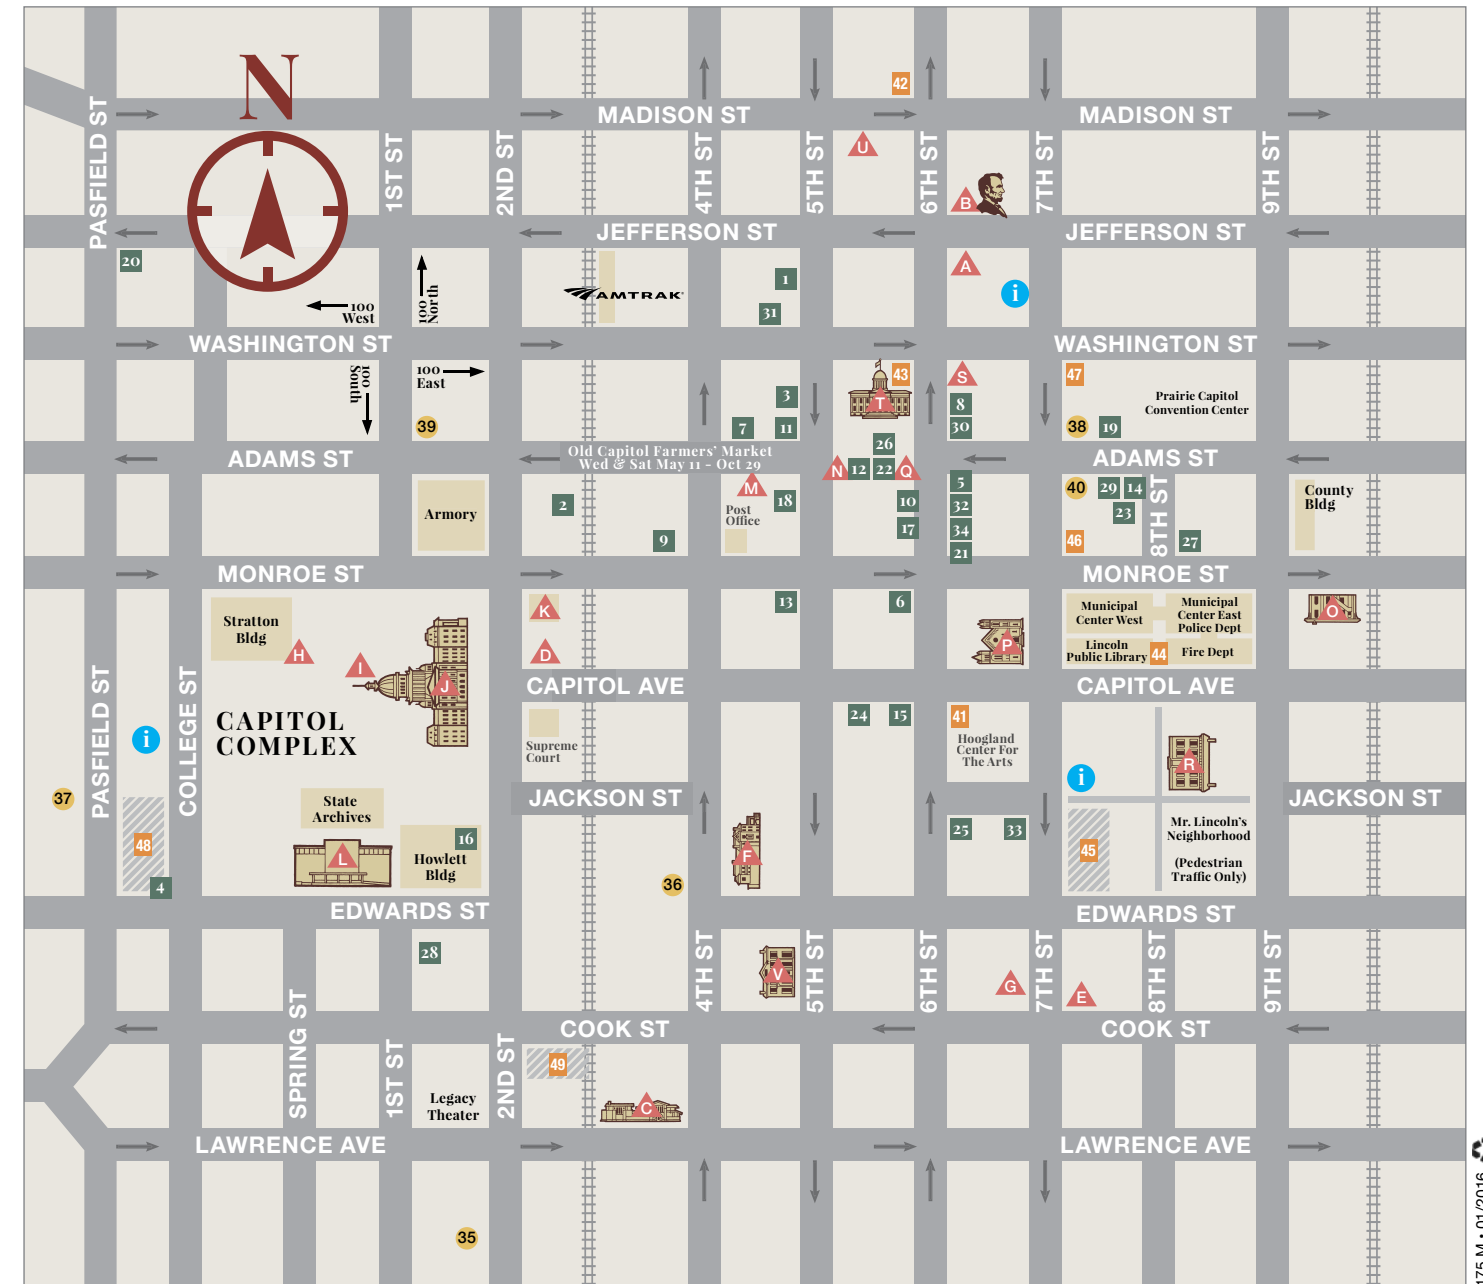 N
42
MADISON ST
MADISON ST
PASFIELD ST
1ST ST
2ND ST
4TH ST
5TH ST
U
6TH ST
B
7TH ST
9TH ST
JEFFERSON ST
JEFFERSON ST
20
A
1
i
AMTRAK
100
West
100
North
31
WASHINGTON ST
WASHINGTON ST
100
South
100
East
43
S
47
T
3
8
Prairie Capitol
Convention Center
39
7
11
30
38
19
26
ADAMS ST
Old Capitol Farmers' Market
Wed & Sat May 11 - Oct 29
ADAMS ST
N
12
22
Q
M
5
40
29
14
County
Bldg
Armory
2
18
10
32
8TH ST
Post
Office
23
17
34
9
21
46
27
MONROE ST
MONROE ST
Stratton
Bldg
K
13
6
Municipal
Center West
Municipal
Center East
Police Dept
O
H
I
D
P
Lincoln
Public Library
44
Fire Dept
J
CAPITOL AVE
CAPITOL AVE
PASFIELD ST
COLLEGE ST
CAPITOL
COMPLEX
i
24
15
41
Supreme
Court
Hoogland
Center For
The Arts
R
i
37
JACKSON ST
JACKSON ST
State
Archives
48
16
25
33
Mr. Lincoln's
Neighborhood
(Pedestrian
Traffic Only)
45
L
Howlett
Bldg
F
4
36
EDWARDS ST
EDWARDS ST
28
4TH ST
V
5TH ST
6TH ST
G
7TH ST
E
8TH ST
9TH ST
COOK ST
COOK ST
SPRING ST
1ST ST
2ND ST
49
Legacy
Theater
C
LAWRENCE AVE
LAWRENCE AVE
35
175 M • 01/2016